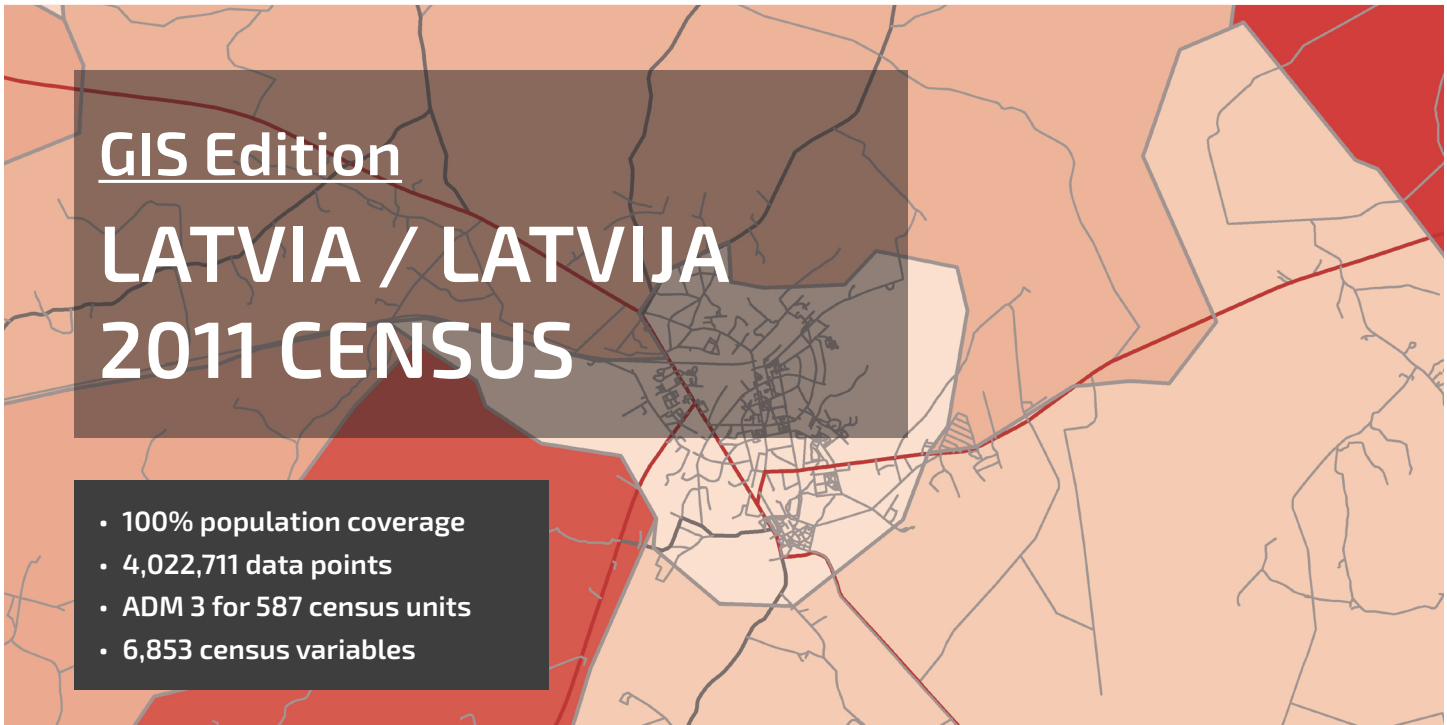 GIS Edition
LATVIA / LATVIJA
2011 CENSUS
• 100% population coverage
• 4,022,711 data points
• ADM 3 for 587 census units
• 6,853 census variables